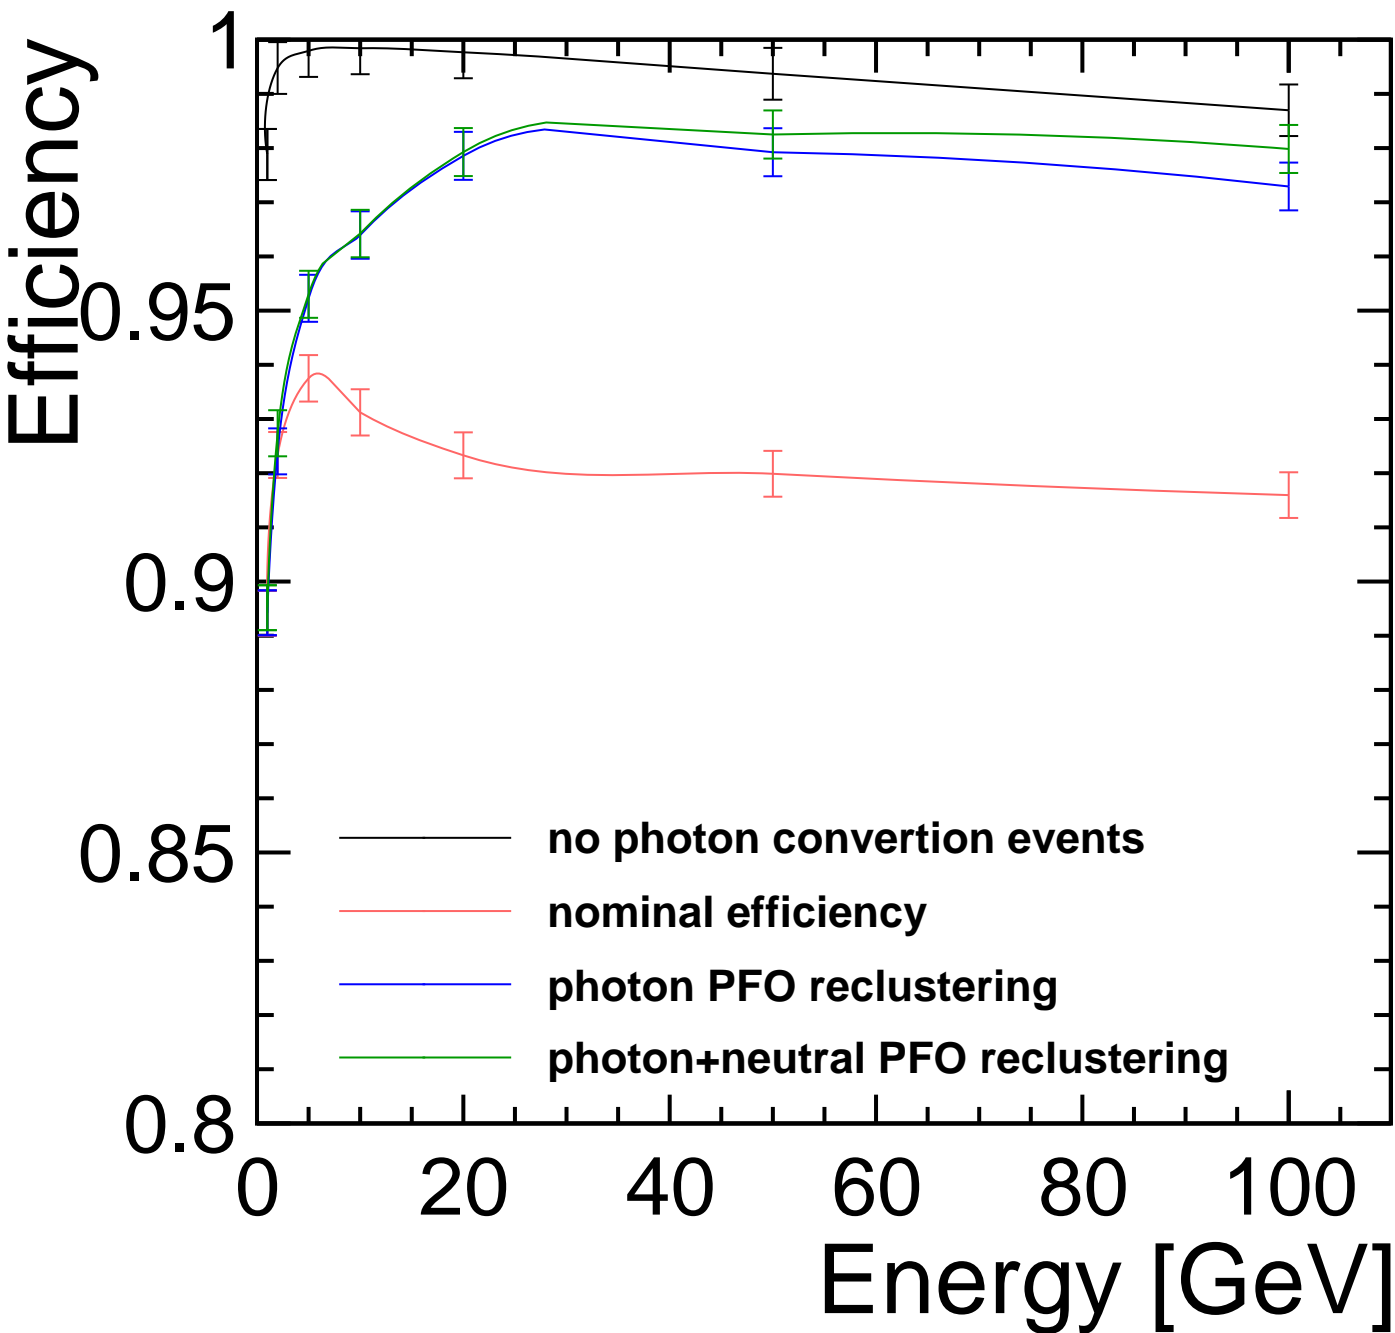 Efficiency
1
0.95
0.9
0.85
0.8
no photon convertion events
nominal efficiency
photon PFO reclustering
photon+neutral PFO reclustering
0 20 40 60 80 100
Energy [GeV]